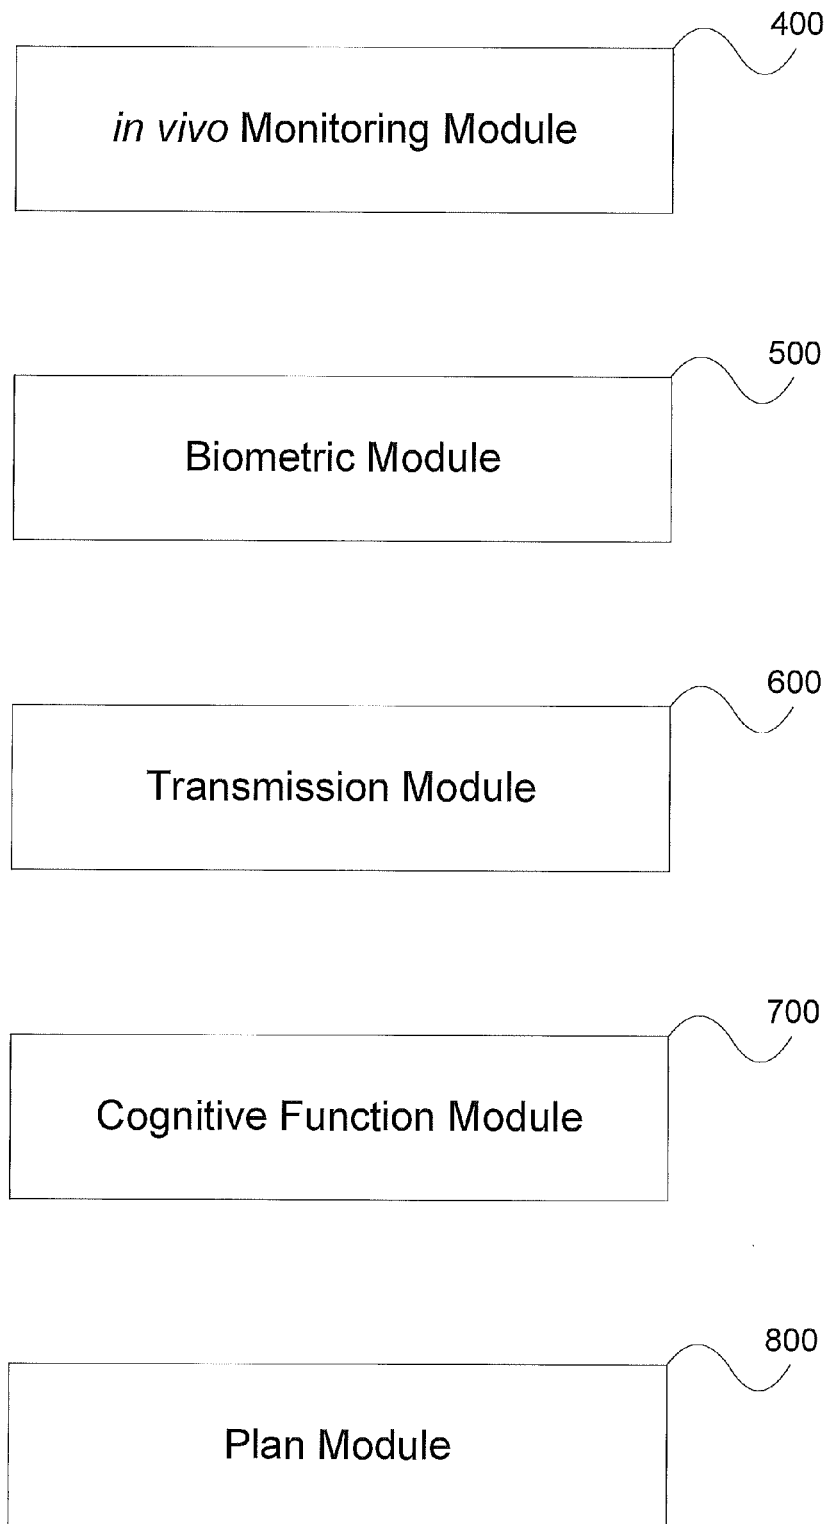 400
in vivo Monitoring Module
500
Biometric Module
600
Transmission Module
700
Cognitive Function Module
800
Plan Module